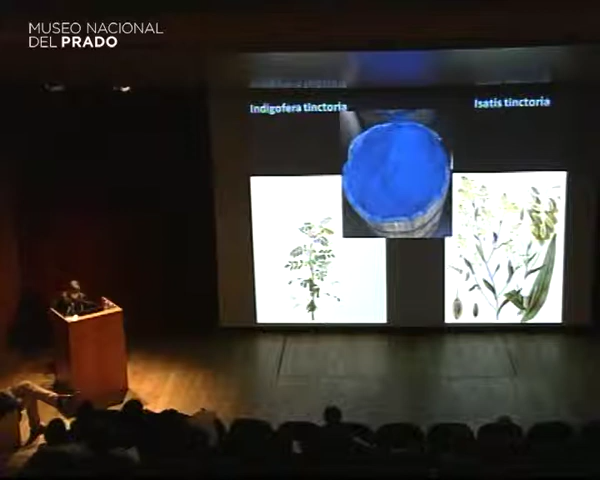 MUSEO NACIONAL
DEL PRADO
Indigofera tinctoria
Isatis tinctoria